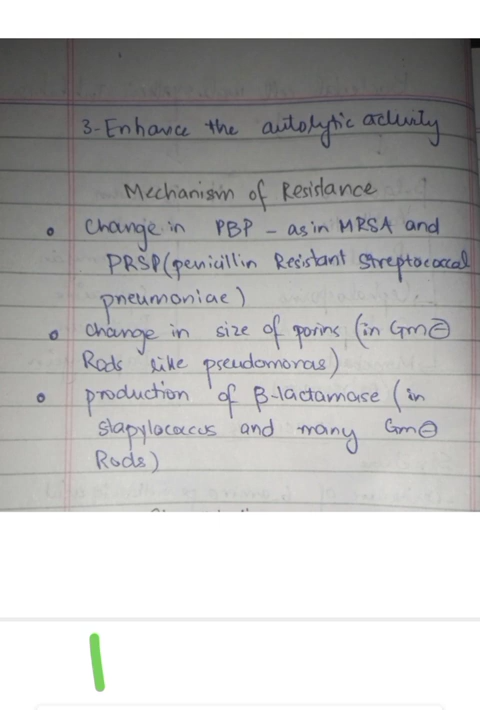 3-Enhance the autolytic activity
Mechanism of Resistance
• Change in PBP - as in MRSA and
PRSP (penicillin Resistant Streptococcal
pneumoniae)
• change in size of porins (in Gm⊖
Rods like pseudomonas)
• production of β-lactamase (in
stapylococcus and many Gm⊖
Rods)